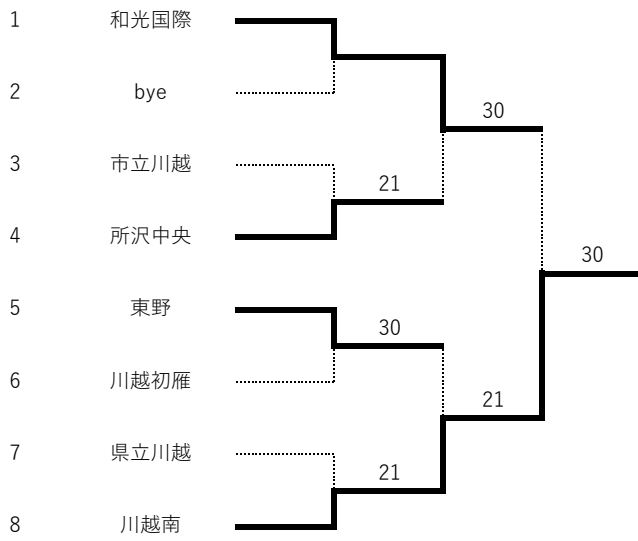 1 和光国際
30
2 bye
3 市立川越
21
4 所沢中央
30
5 東野
30
6 川越初雁
21
7 県立川越
21
8 川越南